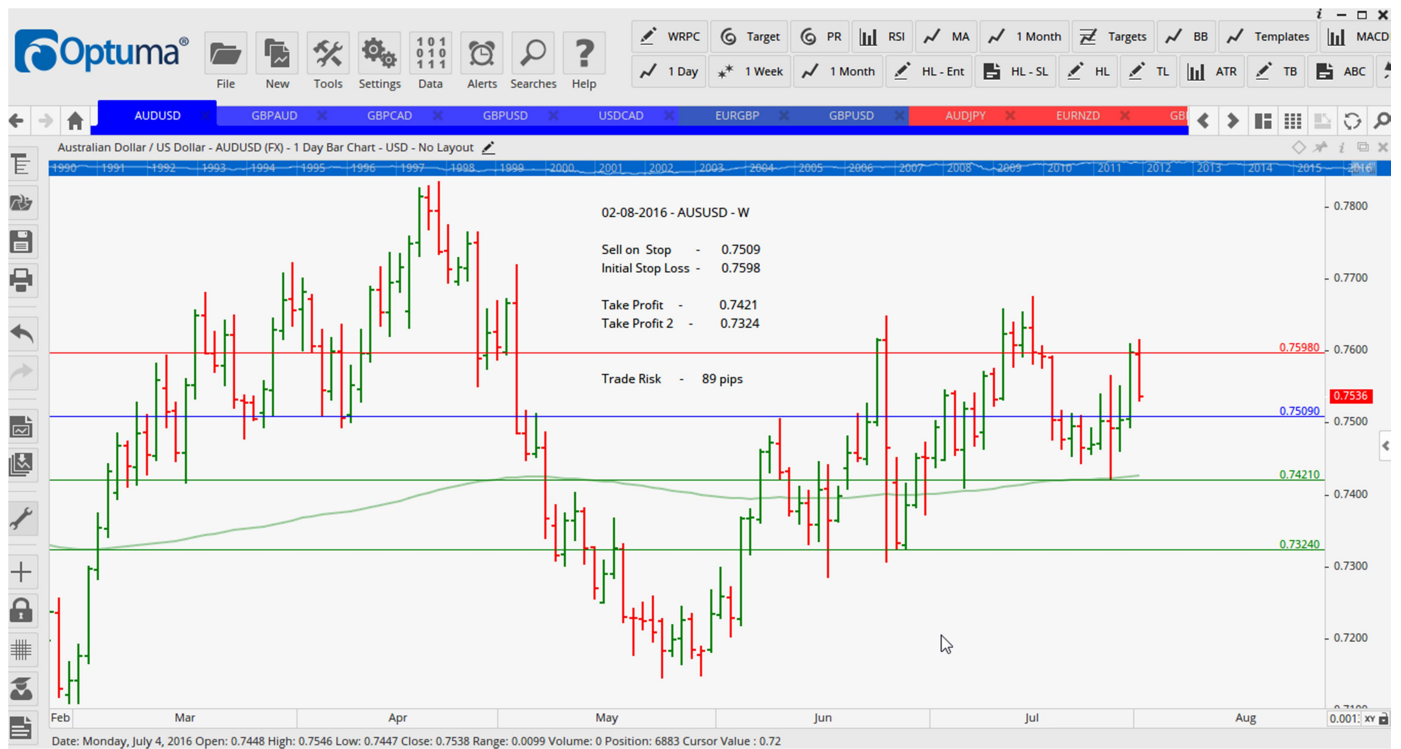 WRPC Target PR RSI MA 1 Month Targets BB Templates MACD
Optuma®
1 0 1
0 1 0
1 1 1
File New Tools Settings Data Alerts Searches Help
1 Day 1 Week 1 Month HL - Ent HL - SL HL TL ATR TB ABC
AUDUSD GBPAUD GBPCAD GBPUSD USDCAD EURGBP GBPUSD AUDJPY EURNZD
Australian Dollar / US Dollar - AUDUSD (FX) - 1 Day Bar Chart - USD - No Layout
1990 1991 1992 1993 1994 1995 1996 1997 1998 1999 2000 2001 2002 2003 2004 2005 2006 2007 2008 2009 2010 2011 2012 2013 2014 2015 2016
0.7800
02-08-2016 - AUSUSD - W
Sell on Stop - 0.7509
Initial Stop Loss - 0.7598
0.7700
Take Profit - 0.7421
Take Profit 2 - 0.7324
0.75980
0.7600
Trade Risk - 89 pips
0.7536
0.75090
0.7500
0.74210
0.7400
0.73240
0.7300
0.7200
Feb Mar Apr May Jun Jul Aug XY
Date: Monday, July 4, 2016 Open: 0.7448 High: 0.7546 Low: 0.7447 Close: 0.7538 Range: 0.0099 Volume: 0 Position: 6883 Cursor Value : 0.72